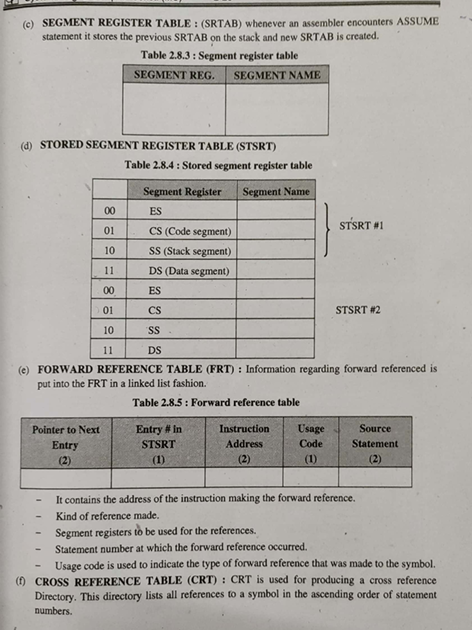 (c) SEGMENT REGISTER TABLE : (SRTAB) whenever an assembler encounters ASSUME
statement it stores the previous SRTAB on the stack and new SRTAB is created.
Table 2.8.3 : Segment register table
SEGMENT REG. SEGMENT NAME
(d) STORED SEGMENT REGISTER TABLE (STSRT)
Table 2.8.4 : Stored segment register table
Segment Register Segment Name
00 ES
01 CS (Code segment)
STSRT #1
10 SS (Stack segment)
11 DS (Data segment)
00 ES
01 CS
STSRT #2
10 SS
11 DS
(e) FORWARD REFERENCE TABLE (FRT) : Information regarding forward referenced is
put into the FRT in a linked list fashion.
Table 2.8.5 : Forward reference table
Pointer to Next Entry # in Instruction Usage Source
Entry STSRT Address Code Statement
(2) (1) (2) (1) (2)
– It contains the address of the instruction making the forward reference.
– Kind of reference made.
– Segment registers to be used for the references.
– Statement number at which the forward reference occurred.
– Usage code is used to indicate the type of forward reference that was made to the symbol.
(f) CROSS REFERENCE TABLE (CRT) : CRT is used for producing a cross reference
Directory. This directory lists all references to a symbol in the ascending order of statement
numbers.